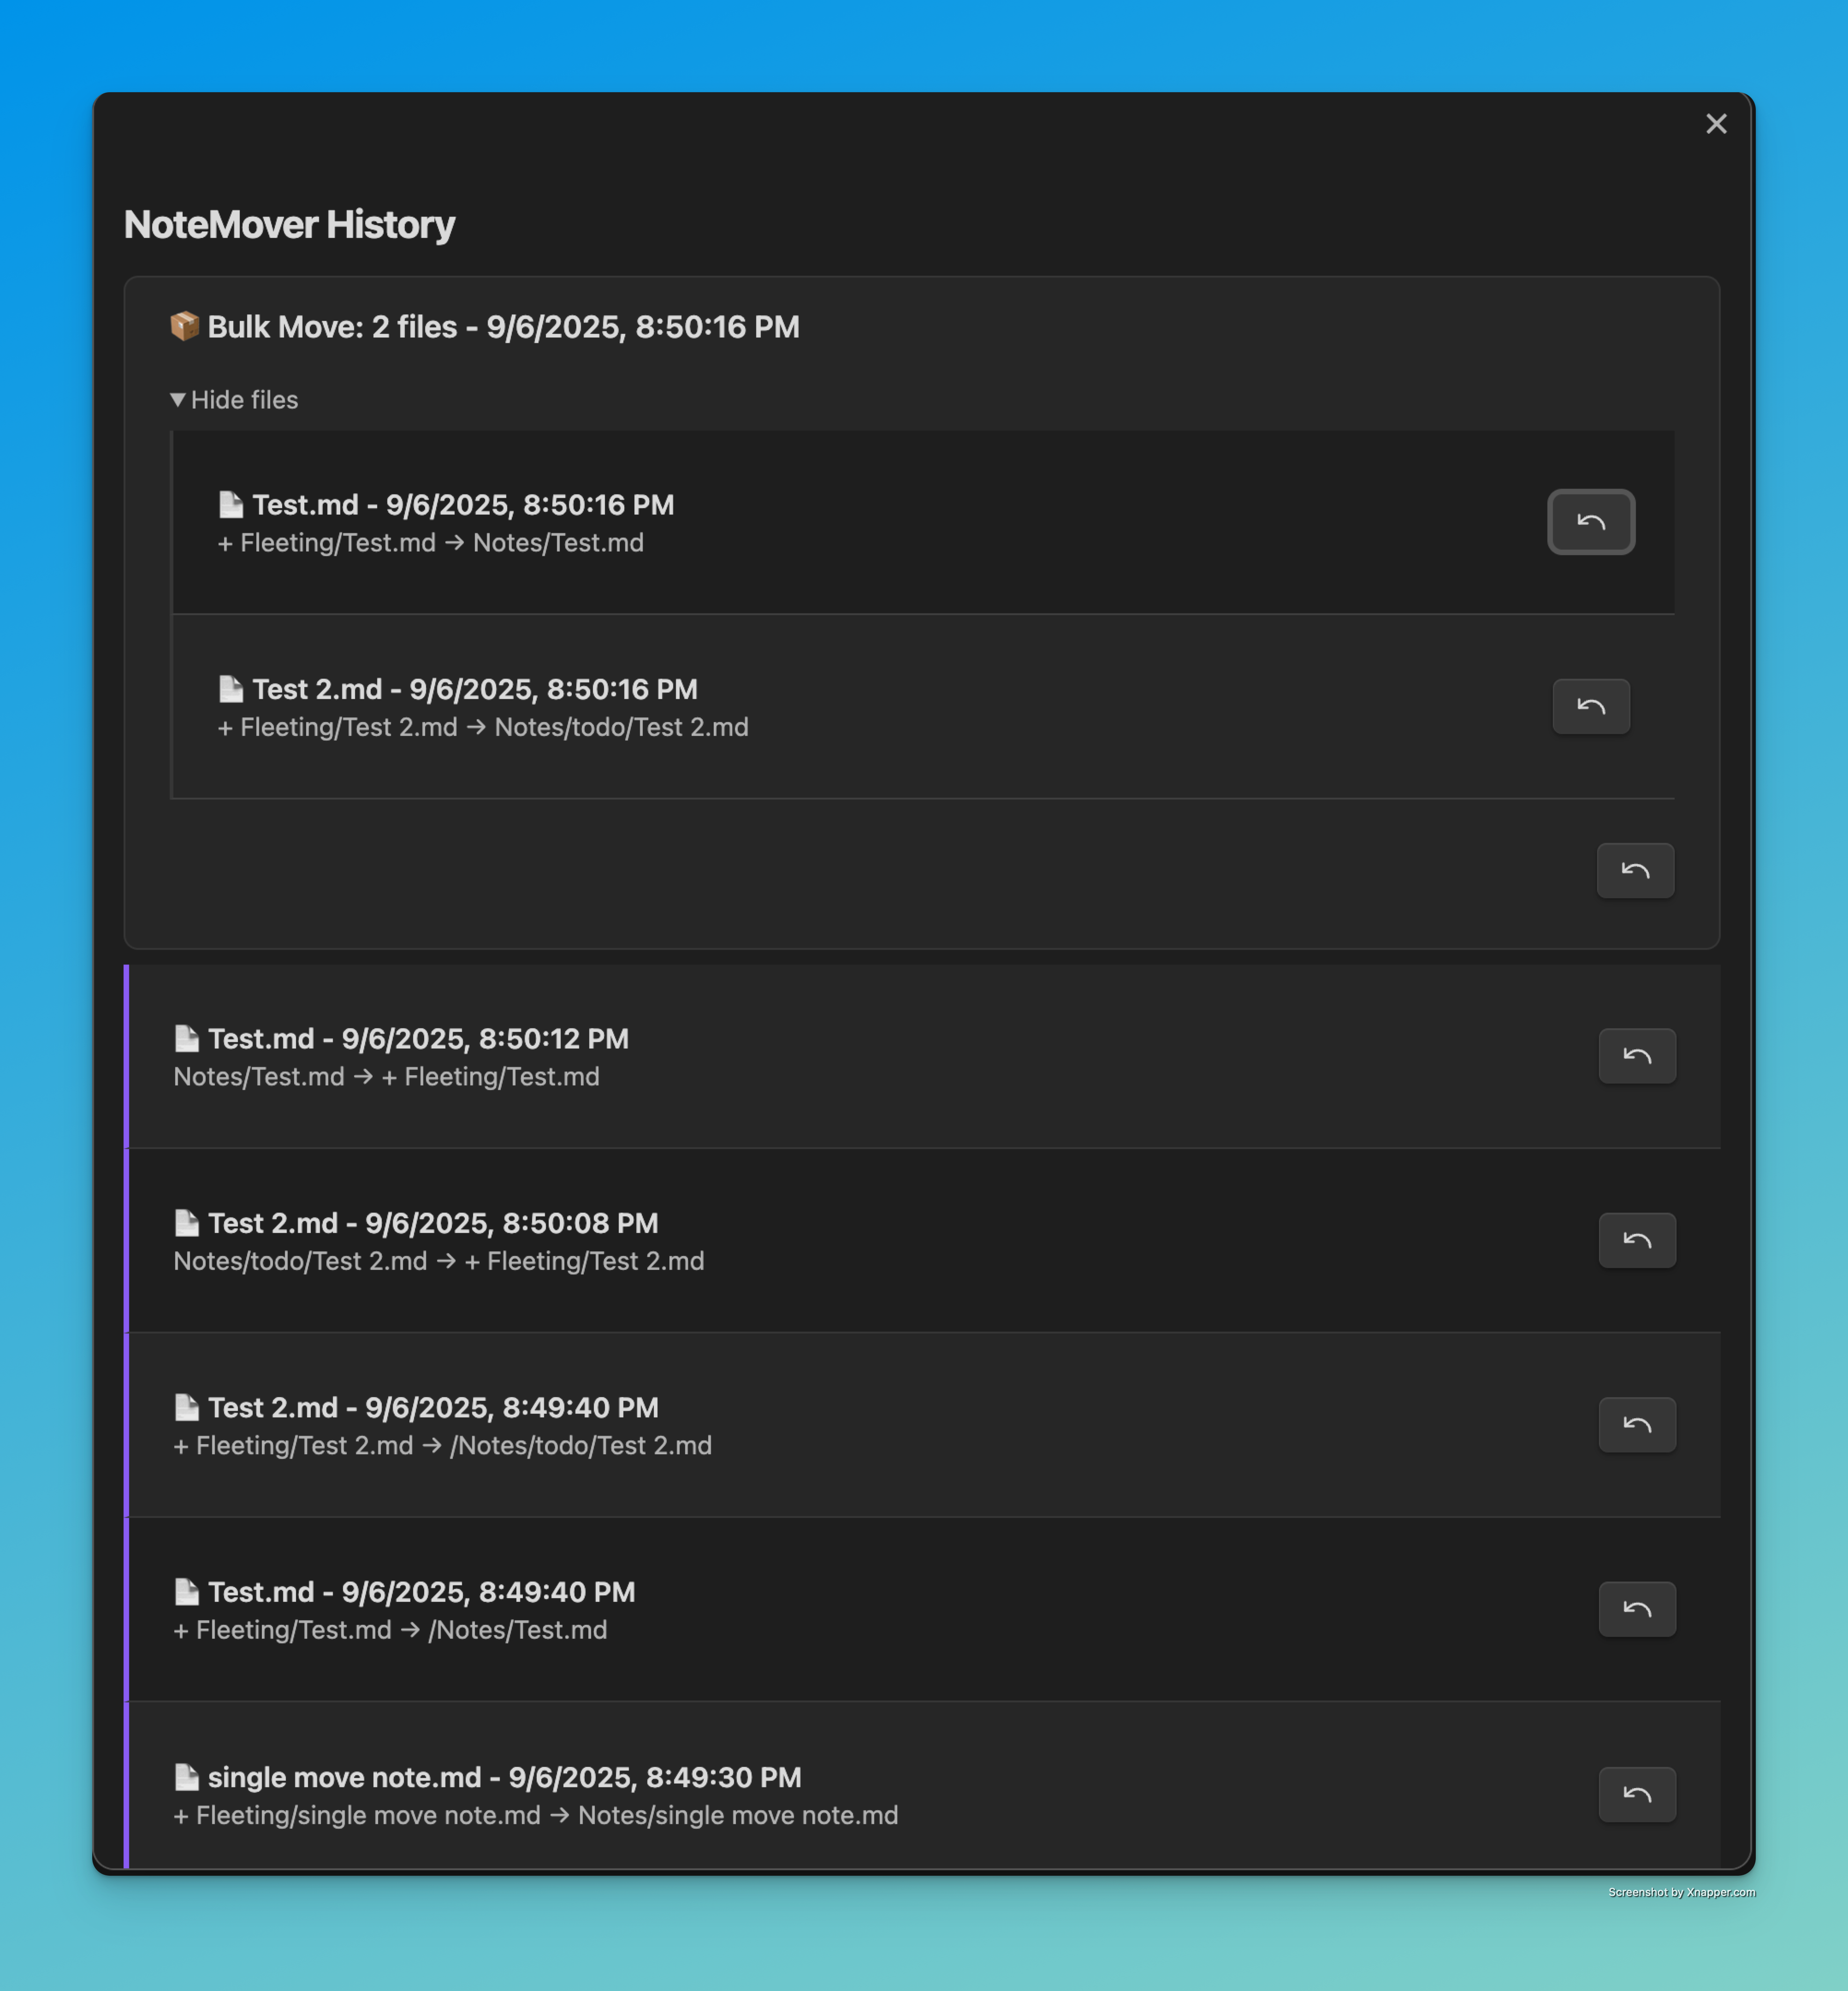 NoteMover History
📦 Bulk Move: 2 files - 9/6/2025, 8:50:16 PM
▼ Hide files
📄 Test.md - 9/6/2025, 8:50:16 PM
+ Fleeting/Test.md → Notes/Test.md
📄 Test 2.md - 9/6/2025, 8:50:16 PM
+ Fleeting/Test 2.md → Notes/todo/Test 2.md
📄 Test.md - 9/6/2025, 8:50:12 PM
Notes/Test.md → + Fleeting/Test.md
📄 Test 2.md - 9/6/2025, 8:50:08 PM
Notes/todo/Test 2.md → + Fleeting/Test 2.md
📄 Test 2.md - 9/6/2025, 8:49:40 PM
+ Fleeting/Test 2.md → /Notes/todo/Test 2.md
📄 Test.md - 9/6/2025, 8:49:40 PM
+ Fleeting/Test.md → /Notes/Test.md
📄 single move note.md - 9/6/2025, 8:49:30 PM
+ Fleeting/single move note.md → Notes/single move note.md
Screenshot by Xnapper.com